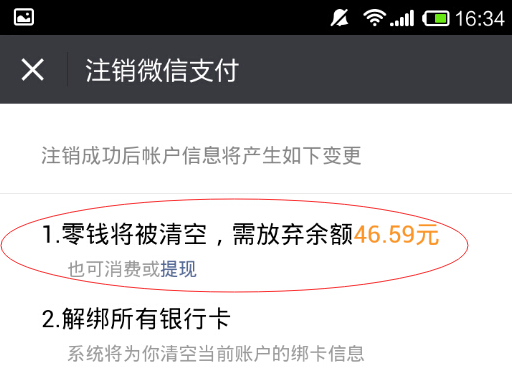 16:34
注销微信支付
注销成功后帐户信息将产生如下变更
1.零钱将被清空，需放弃余额46.59元
也可消费或提现
2.解绑所有银行卡
系统将为你清空当前账户的绑卡信息